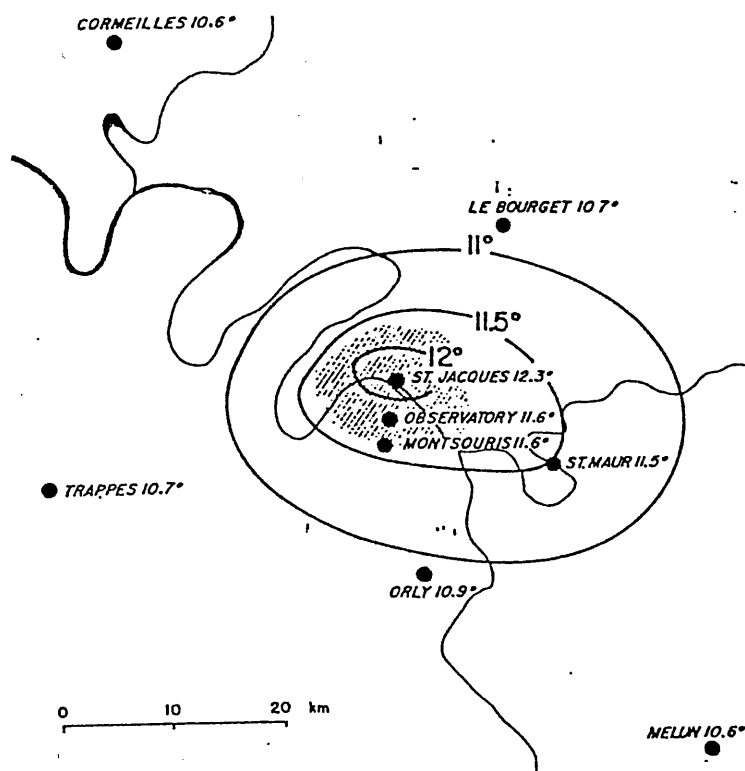 CORMEILLES 10.6°
LE BOURGET 10.7°
11°
11.5°
12°
ST. JACQUES 12.3°
OBSERVATORY 11.6°
MONTSOURIS 11.6°
ST. MAUR 11.5°
TRAPPES 10.7°
ORLY 10.9°
0 10 20 km
MELUN 10.6°